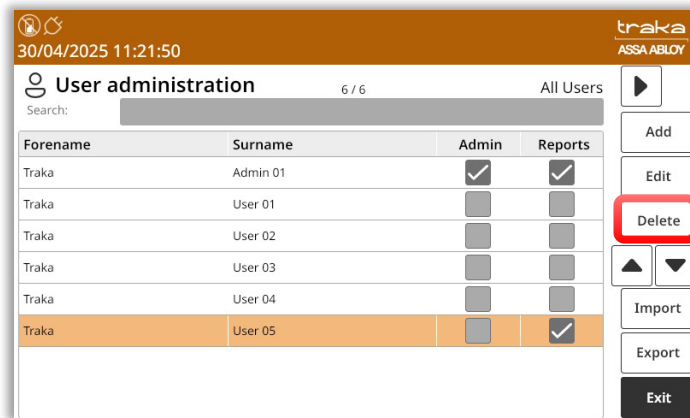 traka
ASSA ABLOY
30/04/2025 11:21:50
User administration 6/6 All Users
Search:
Forename Surname Admin Reports
Traka Admin 01
Traka User 01
Traka User 02
Traka User 03
Traka User 04
Traka User 05
Add
Edit
Delete
Import
Export
Exit